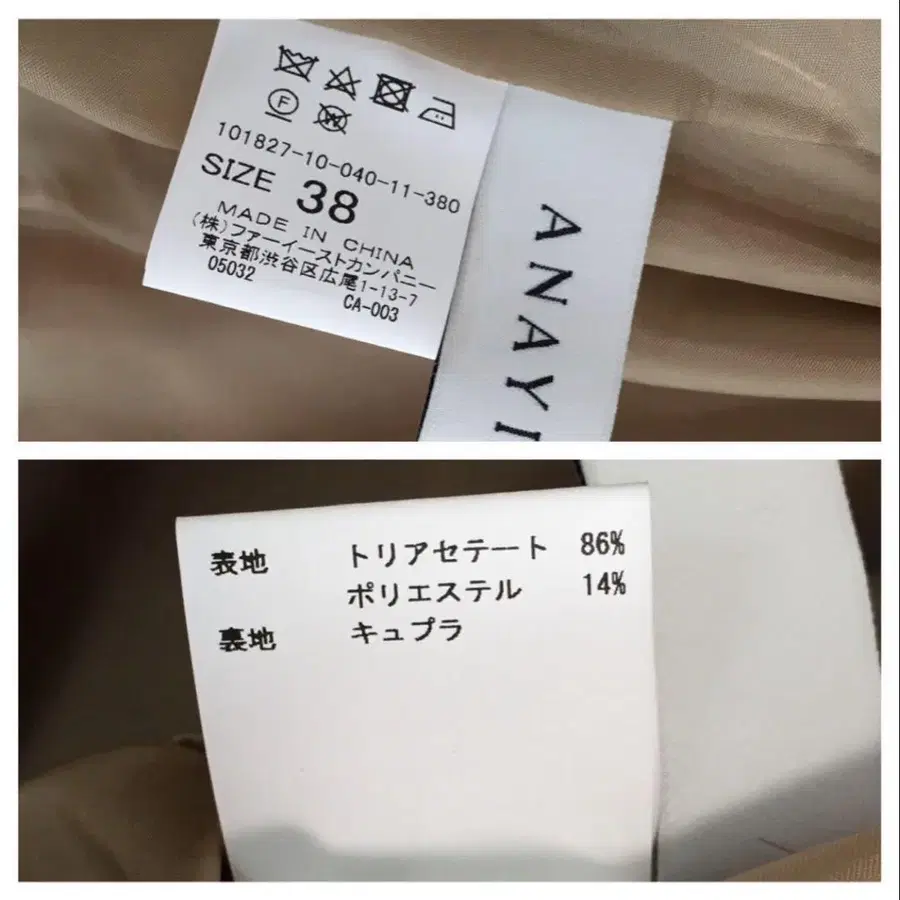 101827-10-040-11-380
SIZE 38
MADE IN CHINA
(株)ファーイーストカンパニー
東京都渋谷区広尾1-13-7
05032 CA-003
ANAYI
表地 トリアセテート 86%
ポリエステル 14%
裏地 キュプラ